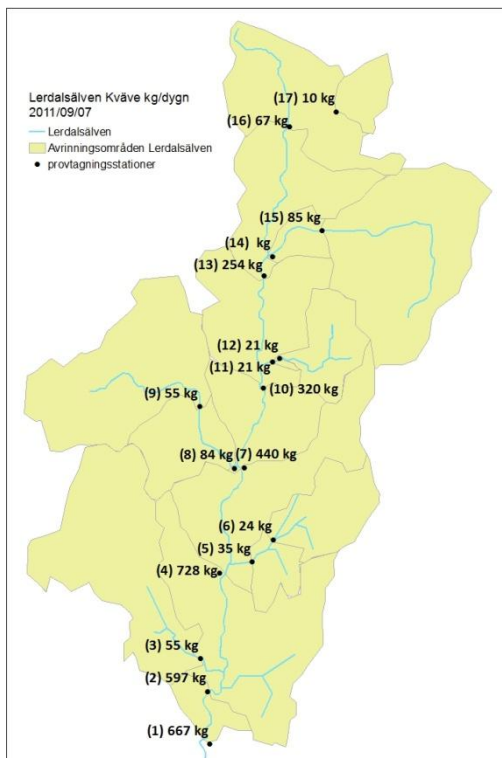 Lerdalsälven Kväve kg/dygn
2011/09/07
Lerdalsälven
Avrinningsområden Lerdalsälven
provtagningsstationer
(17) 10 kg
(16) 67 kg
(15) 85 kg
(14) kg
(13) 254 kg
(12) 21 kg
(11) 21 kg
(10) 320 kg
(9) 55 kg
(8) 84 kg
(7) 440 kg
(6) 24 kg
(5) 35 kg
(4) 728 kg
(3) 55 kg
(2) 597 kg
(1) 667 kg